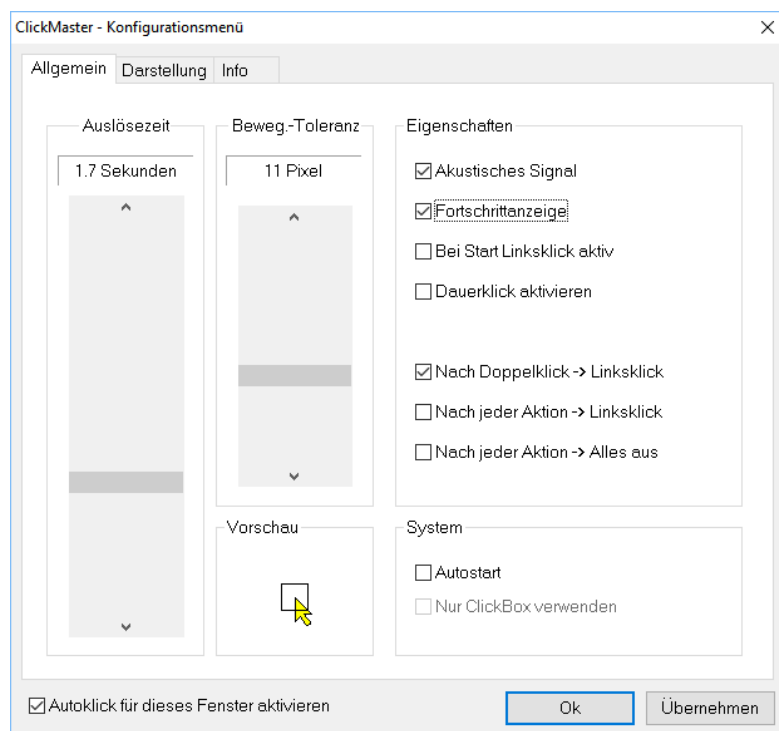 ClickMaster - Konfigurationsmenü
Allgemein Darstellung Info
Auslösezeit
1.7 Sekunden
Beweg.-Toleranz
11 Pixel
Eigenschaften
Akustisches Signal
Fortschrittanzeige
Bei Start Linksklick aktiv
Dauerklick aktivieren
Nach Doppelklick -> Linksklick
Nach jeder Aktion -> Linksklick
Nach jeder Aktion -> Alles aus
Vorschau
System
Autostart
Nur ClickBox verwenden
Autoklick für dieses Fenster aktivieren
Ok
Übernehmen